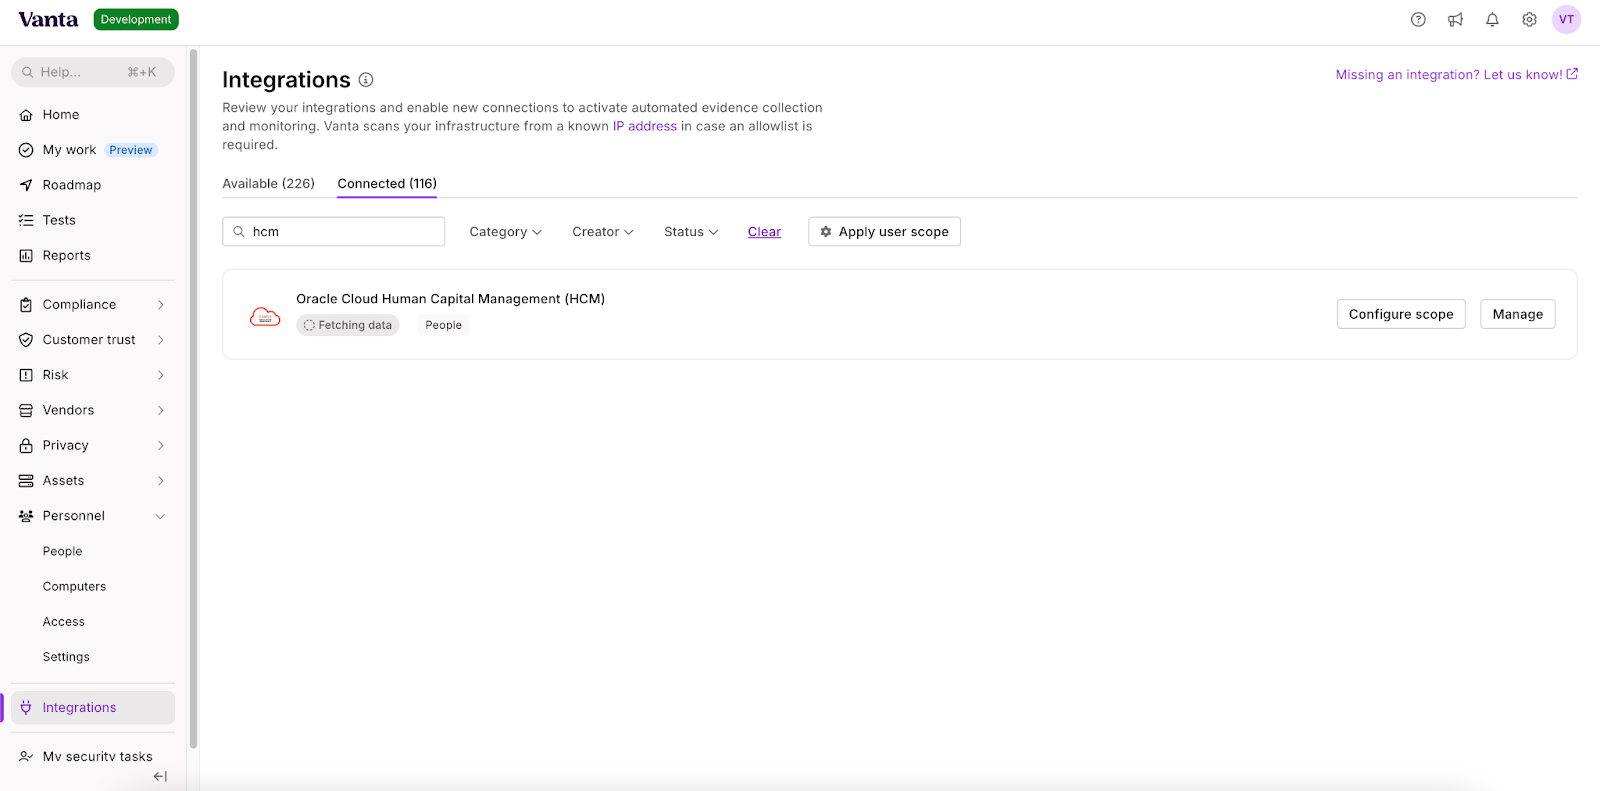 Vanta
Development
VT
Help...
⌘+K
Home
My work
Preview
Roadmap
Tests
Reports
Compliance
Customer trust
Risk
Vendors
Privacy
Assets
Personnel
People
Computers
Access
Settings
Integrations
My security tasks
Integrations
Missing an integration? Let us know!
Review your integrations and enable new connections to activate automated evidence collection
and monitoring. Vanta scans your infrastructure from a known IP address in case an allowlist is
required.
Available (226)
Connected (116)
hcm
Category
Creator
Status
Clear
Apply user scope
Oracle Cloud Human Capital Management (HCM)
Fetching data
People
Configure scope
Manage